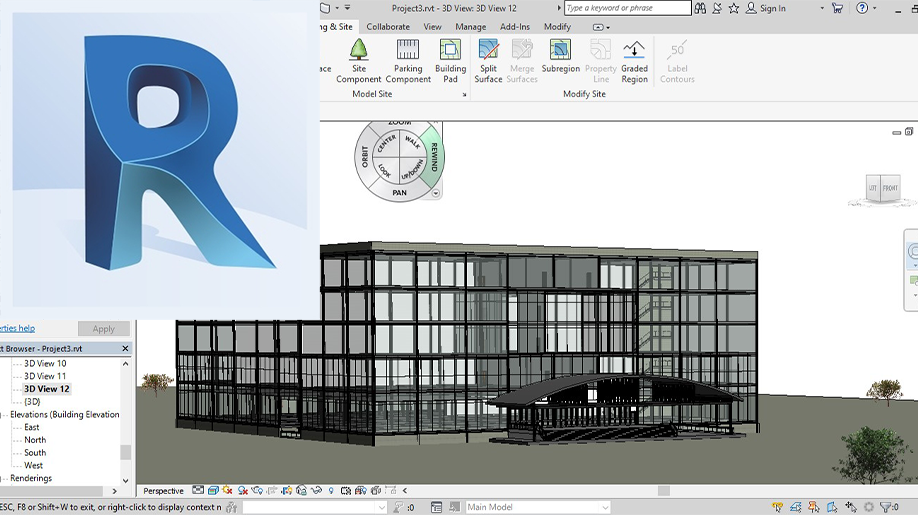 R
Project3.rvt - 3D View: 3D View 12
Type a keyword or phrase
Sign In
?
ng & Site Collaborate View Manage Add-Ins Modify
ace
Site Component
Parking Component
Building Pad
Split Surface
Merge Surfaces
Subregion
Property Line
Graded Region
50
Label Contours
Model Site
Modify Site
ZOOM
CENTER
WALK
ORBIT
REWIND
LOOK
UP/DOWN
PAN
FRONT
erties help
Apply
ct Browser - Project3.rvt
3D View 10
3D View 11
3D View 12
{3D}
Elevations (Building Elevation
East
North
South
West
Renderings
Perspective
ESC, F8 or Shift+W to exit, or right-click to display context n
:0
Main Model
:0